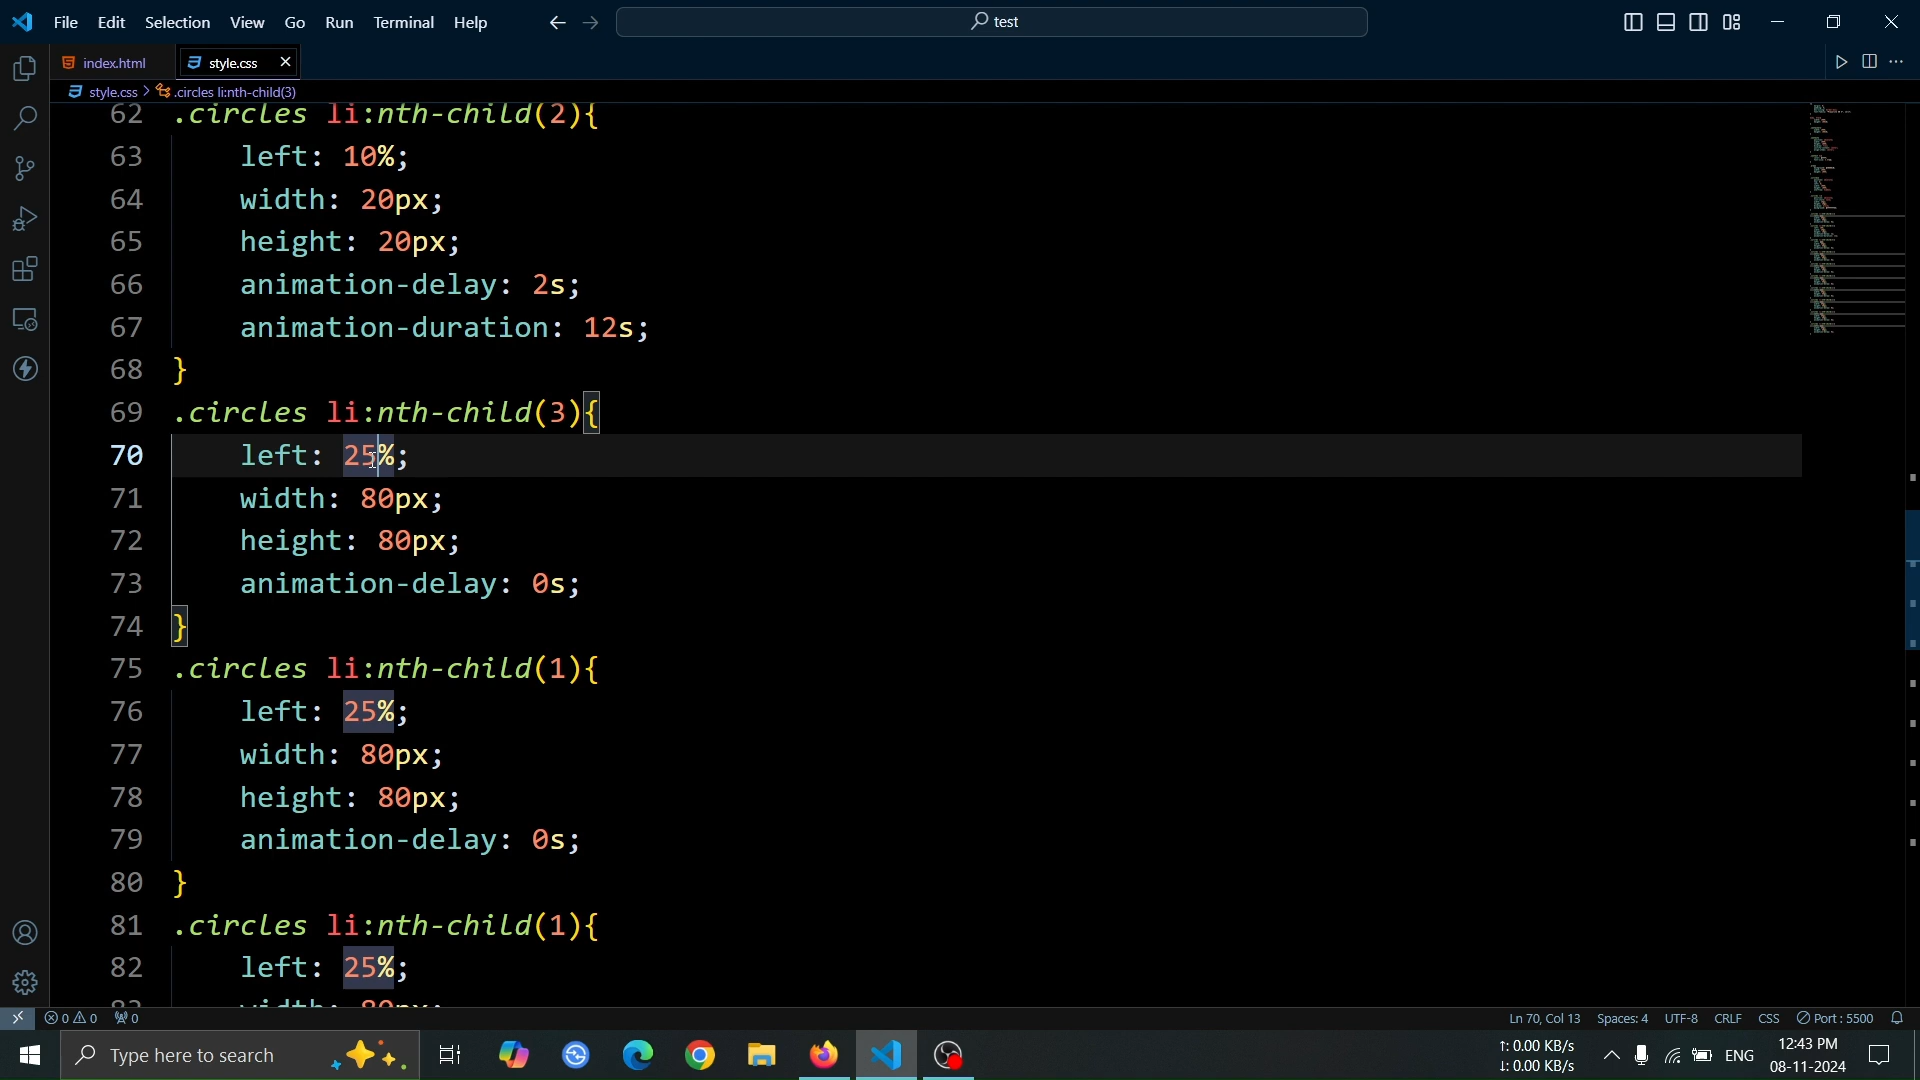 File Edit Selection View Go Run Terminal Help
test
index.html
style.css
style.css > .circles li:nth-child(3)
62 .circles li:nth-child(2){
63 left: 10%;
64 width: 20px;
65 height: 20px;
66 animation-delay: 2s;
67 animation-duration: 12s;
68 }
69 .circles li:nth-child(3){
70 left: 25%;
71 width: 80px;
72 height: 80px;
73 animation-delay: 0s;
74 }
75 .circles li:nth-child(1){
76 left: 25%;
77 width: 80px;
78 height: 80px;
79 animation-delay: 0s;
80 }
81 .circles li:nth-child(1){
82 left: 25%;
83 width: 80px;
0 0 0
Ln 70, Col 13 Spaces: 4 UTF-8 CRLF CSS Port : 5500
Type here to search
↑: 0.00 KB/s
↓: 0.00 KB/s
ENG
12:43 PM
08-11-2024